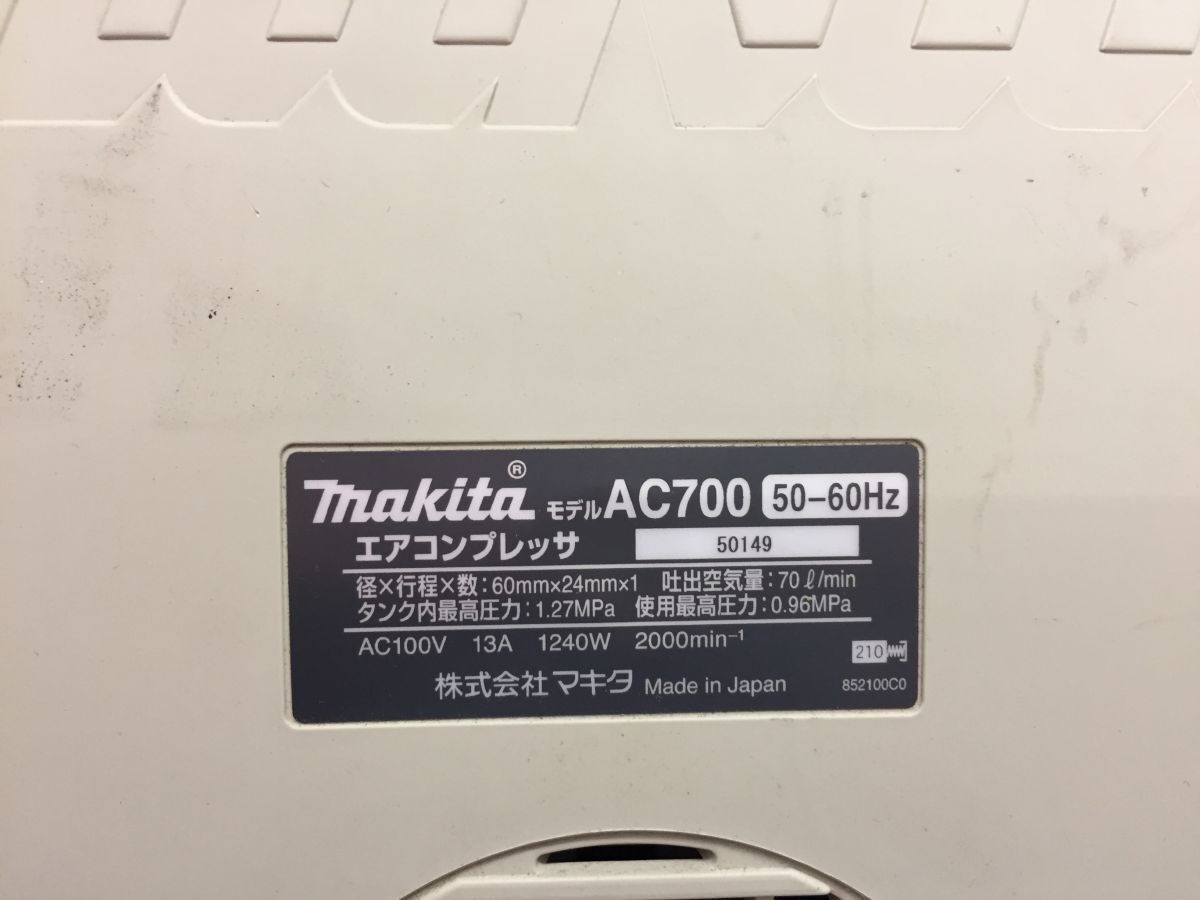 makita® モデル AC700 50-60Hz
エアコンプレッサ 50149
径×行程×数:60mm×24mm×1 吐出空気量:70ℓ/min
タンク内最高圧力:1.27MPa 使用最高圧力:0.96MPa
AC100V 13A 1240W 2000min⁻¹
210
株式会社マキタ Made in Japan 852100C0